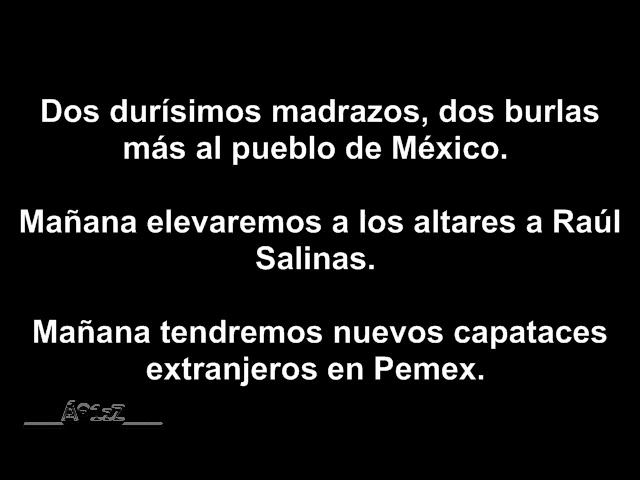 Dos durísimos madrazos, dos burlas
más al pueblo de México.
Mañana elevaremos a los altares a Raúl
Salinas.
Mañana tendremos nuevos capataces
extranjeros en Pemex.